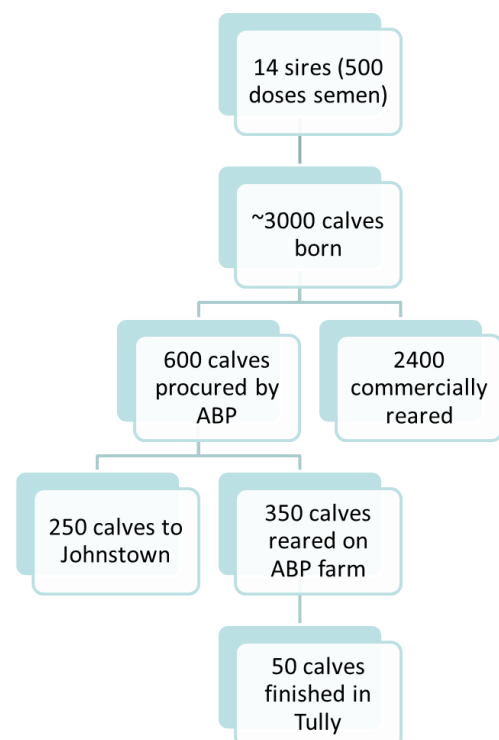 14 sires (500
doses semen)
~3000 calves
born
600 calves
procured by
ABP
2400
commercially
reared
250 calves to
Johnstown
350 calves
reared on
ABP farm
50 calves
finished in
Tully